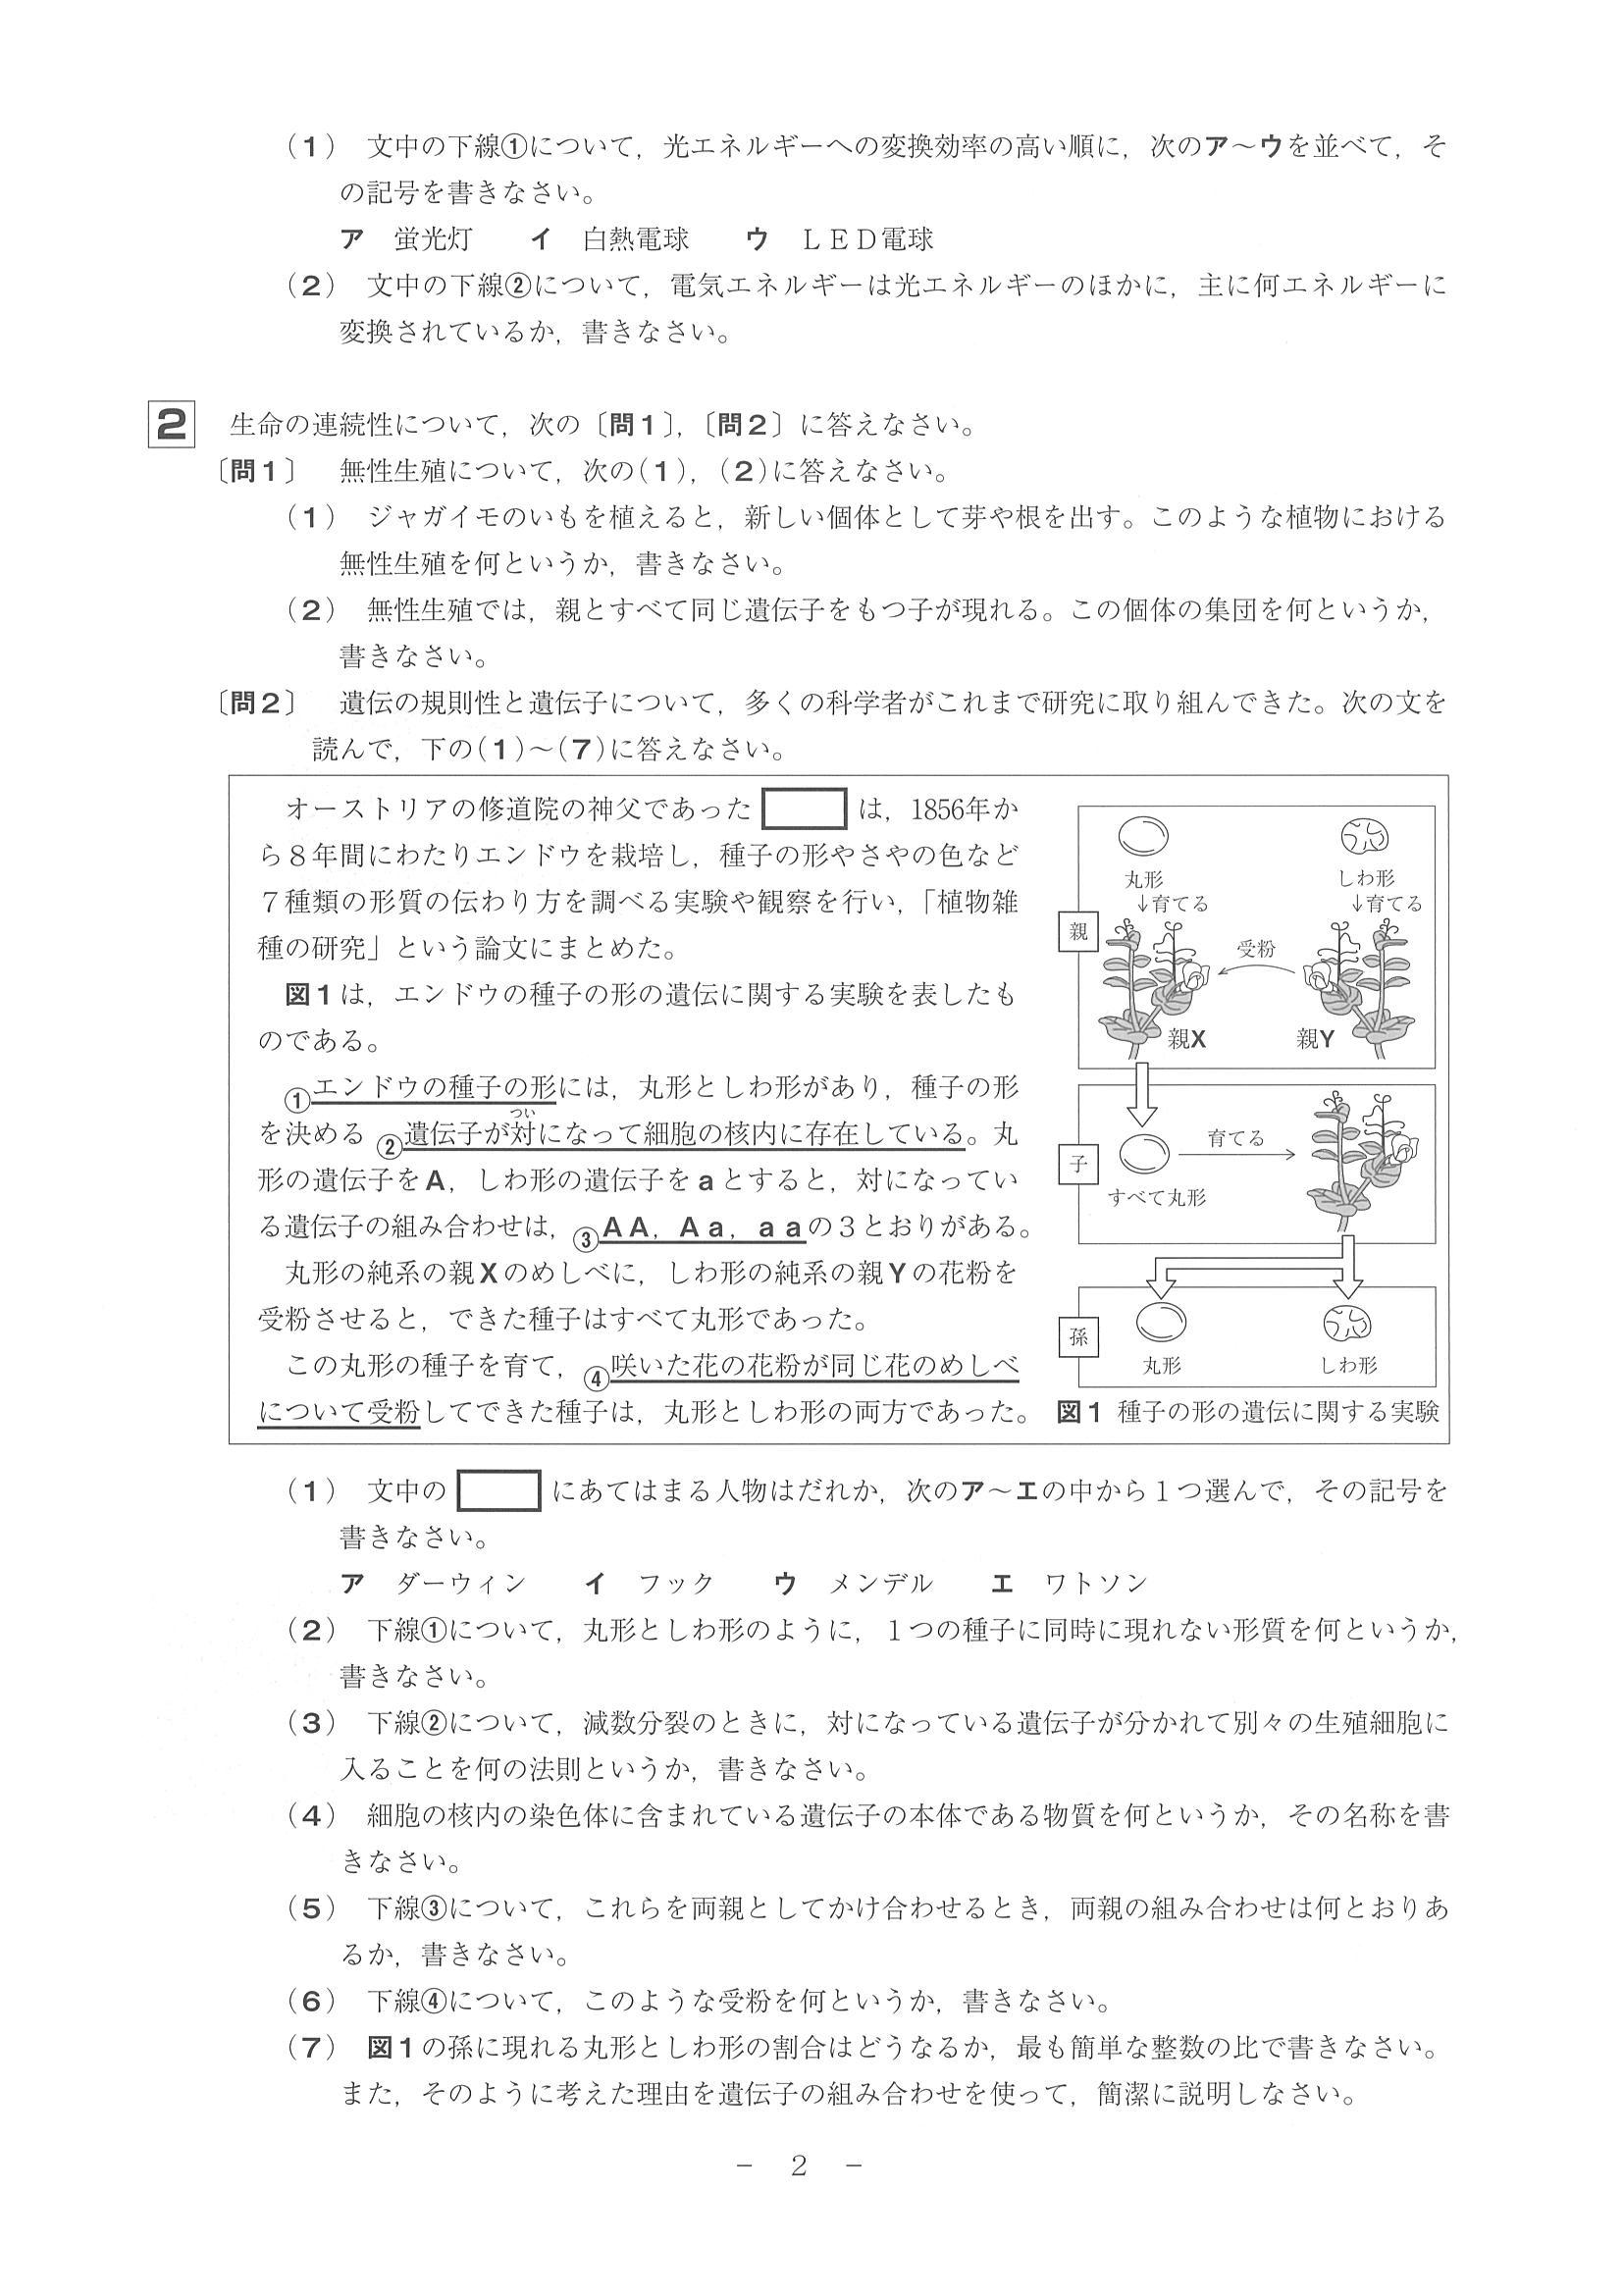 （１） 文中の下線①について，光エネルギーへの変換効率の高い順に，次のア～ウを並べて，そ
の記号を書きなさい。
ア 蛍光灯 イ 白熱電球 ウ ＬＥＤ電球
（２） 文中の下線②について，電気エネルギーは光エネルギーのほかに，主に何エネルギーに
変換されているか，書きなさい。
２ 生命の連続性について，次の〔問１〕，〔問２〕に答えなさい。
〔問１〕 無性生殖について，次の(１)，(２)に答えなさい。
（１） ジャガイモのいもを植えると，新しい個体として芽や根を出す。このような植物における
無性生殖を何というか，書きなさい。
（２） 無性生殖では，親とすべて同じ遺伝子をもつ子が現れる。この個体の集団を何というか，
書きなさい。
〔問２〕 遺伝の規則性と遺伝子について，多くの科学者がこれまで研究に取り組んできた。次の文を
読んで，下の(１)～(７)に答えなさい。
オーストリアの修道院の神父であった は，1856年か
ら８年間にわたりエンドウを栽培し，種子の形やさやの色など
７種類の形質の伝わり方を調べる実験や観察を行い，「植物雑
種の研究」という論文にまとめた。
図１は，エンドウの種子の形の遺伝に関する実験を表したも
のである。
①エンドウの種子の形には，丸形としわ形があり，種子の形
つい
を決める ②遺伝子が対になって細胞の核内に存在している。丸
形の遺伝子をＡ，しわ形の遺伝子をａとすると，対になってい
る遺伝子の組み合わせは，③ＡＡ，Ａａ，ａａの３とおりがある。
丸形の純系の親Ｘのめしべに，しわ形の純系の親Ｙの花粉を
受粉させると，できた種子はすべて丸形であった。
この丸形の種子を育て，④咲いた花の花粉が同じ花のめしべ
について受粉してできた種子は，丸形としわ形の両方であった。
丸形 しわ形
↓育てる ↓育てる
親
受粉
親X 親Y
子
育てる
すべて丸形
孫
丸形 しわ形
図１ 種子の形の遺伝に関する実験
（１） 文中の にあてはまる人物はだれか，次のア～エの中から１つ選んで，その記号を
書きなさい。
ア ダーウィン イ フック ウ メンデル エ ワトソン
（２） 下線①について，丸形としわ形のように，１つの種子に同時に現れない形質を何というか，
書きなさい。
（３） 下線②について，減数分裂のときに，対になっている遺伝子が分かれて別々の生殖細胞に
入ることを何の法則というか，書きなさい。
（４） 細胞の核内の染色体に含まれている遺伝子の本体である物質を何というか，その名称を書
きなさい。
（５） 下線③について，これらを両親としてかけ合わせるとき，両親の組み合わせは何とおりあ
るか，書きなさい。
（６） 下線④について，このような受粉を何というか，書きなさい。
（７） 図１の孫に現れる丸形としわ形の割合はどうなるか，最も簡単な整数の比で書きなさい。
また，そのように考えた理由を遺伝子の組み合わせを使って，簡潔に説明しなさい。
－ 2 －